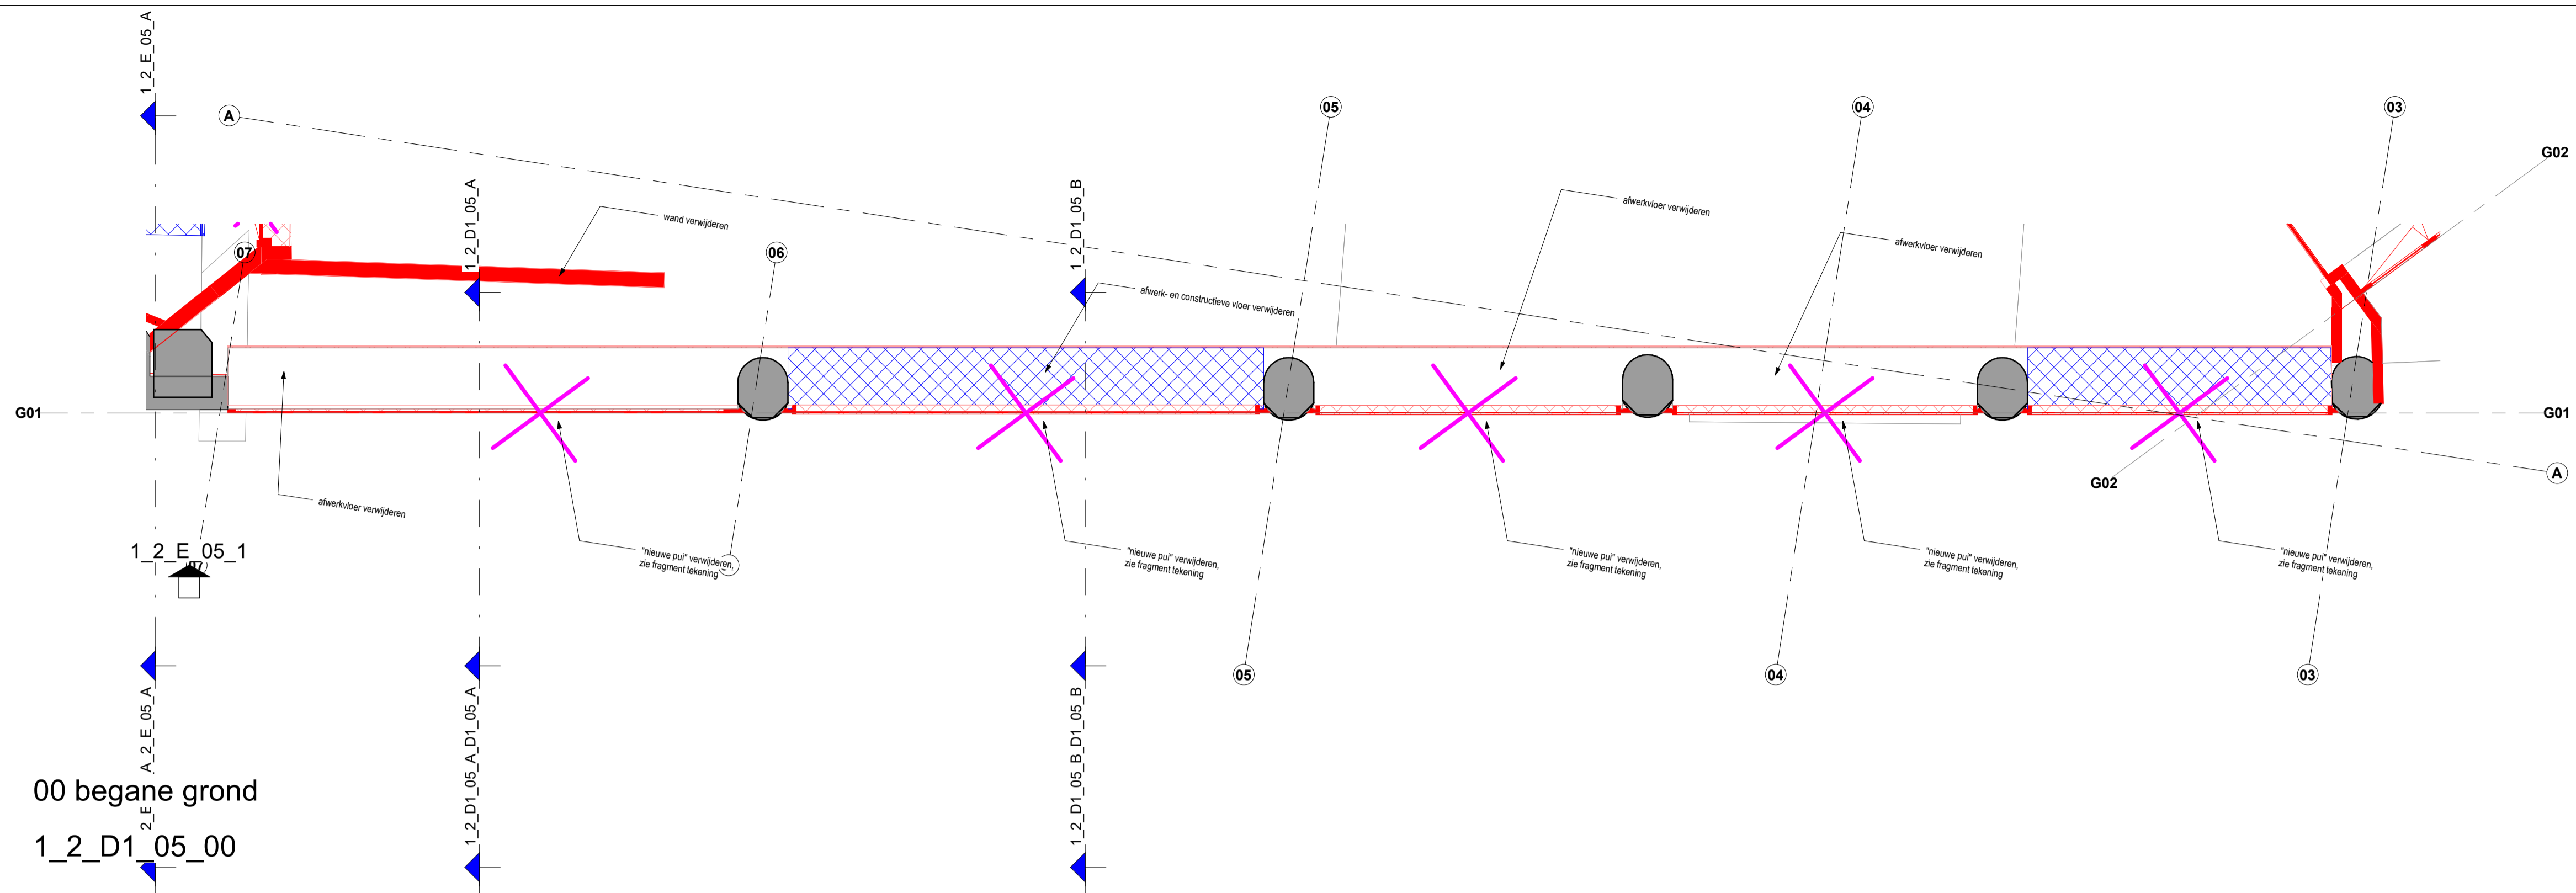 1_2_E_05_A
A
05
04
03
G02
1_2_D1_05_A
1_2_D1_05_B
wand verwijderen
afwerkvloer verwijderen
afwerkvloer verwijderen
07
06
afwerk- en constructieve vloer verwijderen
G01
G01
A
G02
afwerkvloer verwijderen
1_2_E_05_1
"nieuwe pui" verwijderen,
zie fragment tekening
"nieuwe pui" verwijderen,
zie fragment tekening
"nieuwe pui" verwijderen,
zie fragment tekening
"nieuwe pui" verwijderen,
zie fragment tekening
"nieuwe pui" verwijderen,
zie fragment tekening
05
04
03
A_2_E_05_A
2_E
1_2_D1_05_A_D1_05_A
1_2_D1_05_B_D1_05_B
00 begane grond
1_2_D1_05_00